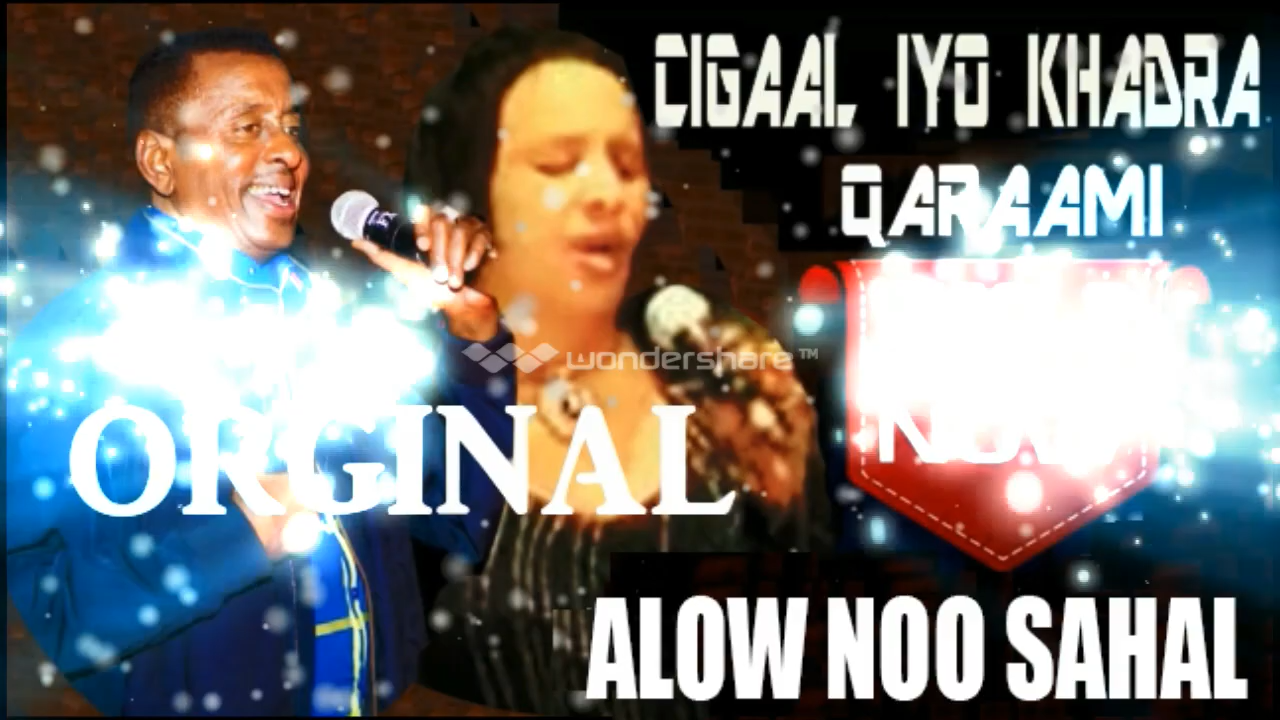 CIGAAL IYO KHADRA
QARAAMI
wondershare™
ORGINAL
ALOW NOO SAHAL